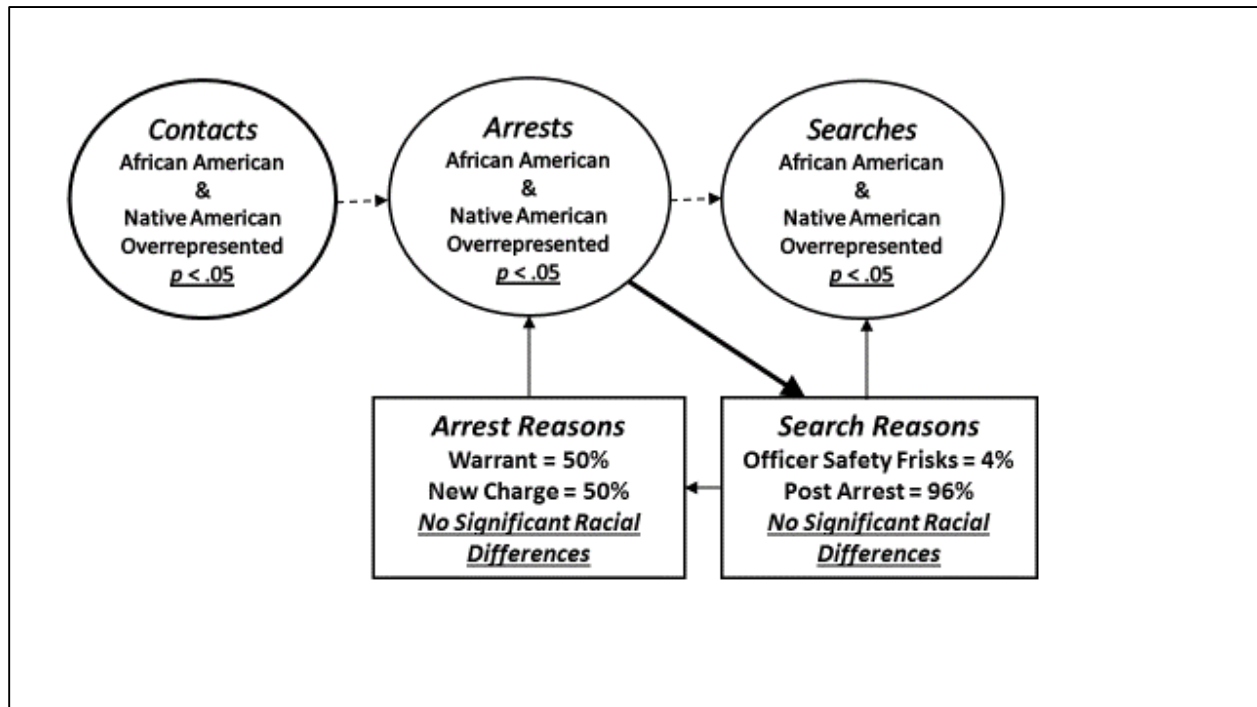 Contacts
African American
&
Native American
Overrepresented
p < .05
Arrests
African American
&
Native American
Overrepresented
p < .05
Searches
African American
&
Native American
Overrepresented
p < .05
Arrest Reasons
Warrant = 50%
New Charge = 50%
No Significant Racial
Differences
Search Reasons
Officer Safety Frisks = 4%
Post Arrest = 96%
No Significant Racial
Differences